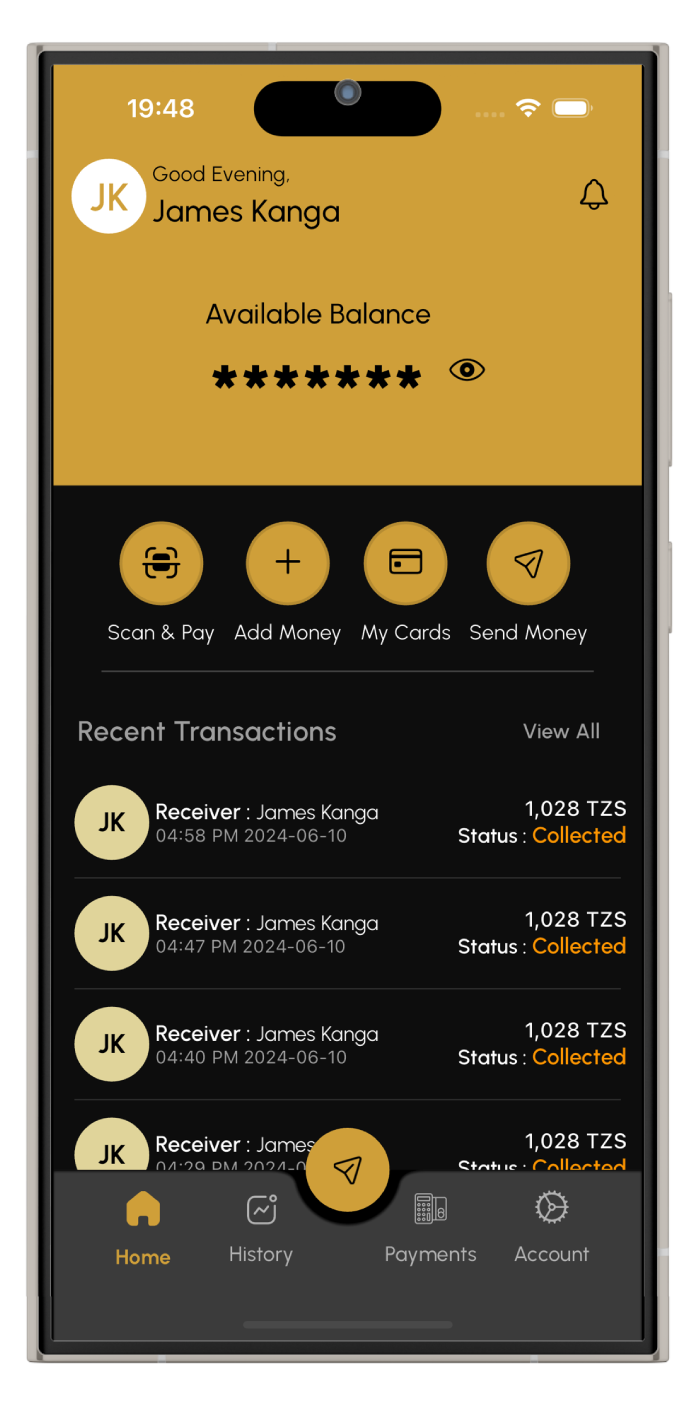 19:48
JK
Good Evening,
James Kanga
Available Balance
*******
Scan & Pay
Add Money
My Cards
Send Money
Recent Transactions
View All
JK
Receiver : James Kanga
04:58 PM 2024-06-10
1,028 TZS
Status : Collected
JK
Receiver : James Kanga
04:47 PM 2024-06-10
1,028 TZS
Status : Collected
JK
Receiver : James Kanga
04:40 PM 2024-06-10
1,028 TZS
Status : Collected
JK
Receiver : James
04:29 PM 2024-0
1,028 TZS
Status : Collected
Home
History
Payments
Account